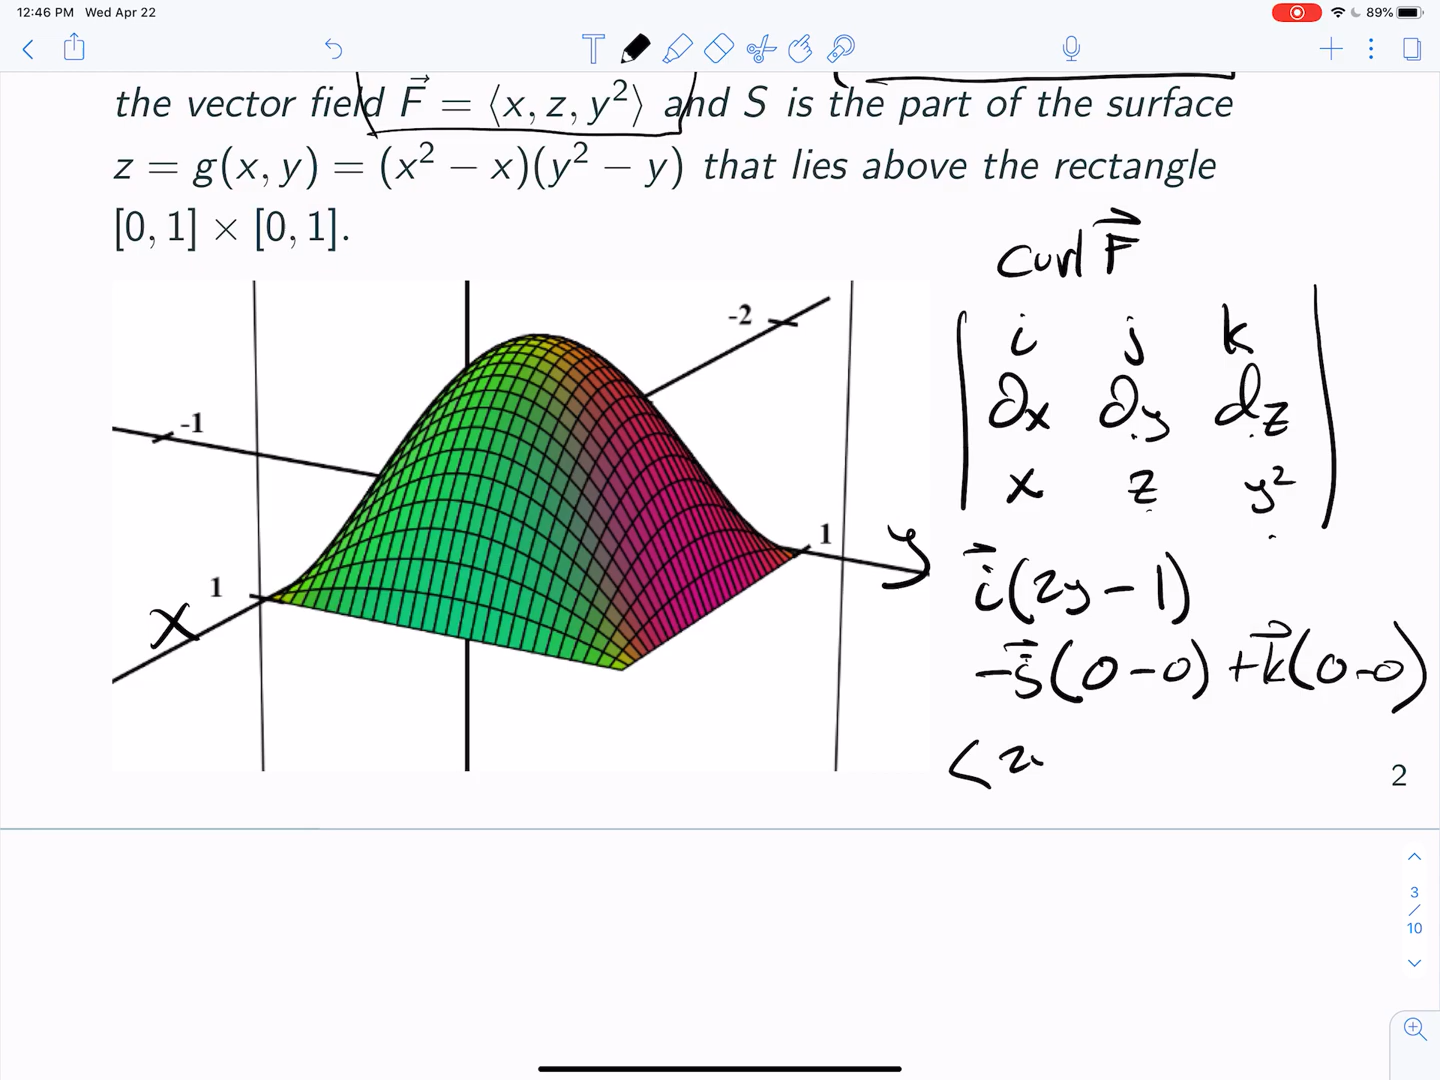 12:46 PM Wed Apr 22
89%
the vector field F⃗ = ⟨x, z, y²⟩ and S is the part of the surface
z = g(x, y) = (x² − x)(y² − y) that lies above the rectangle
[0, 1] × [0, 1].
curl F⃗
-2
i j k
∂x ∂y dz
-1
x z y²
y
1
1
x
i⃗(2y − 1)
−j⃗(0−0) + k⃗(0−0)
<2
2
3
/
10